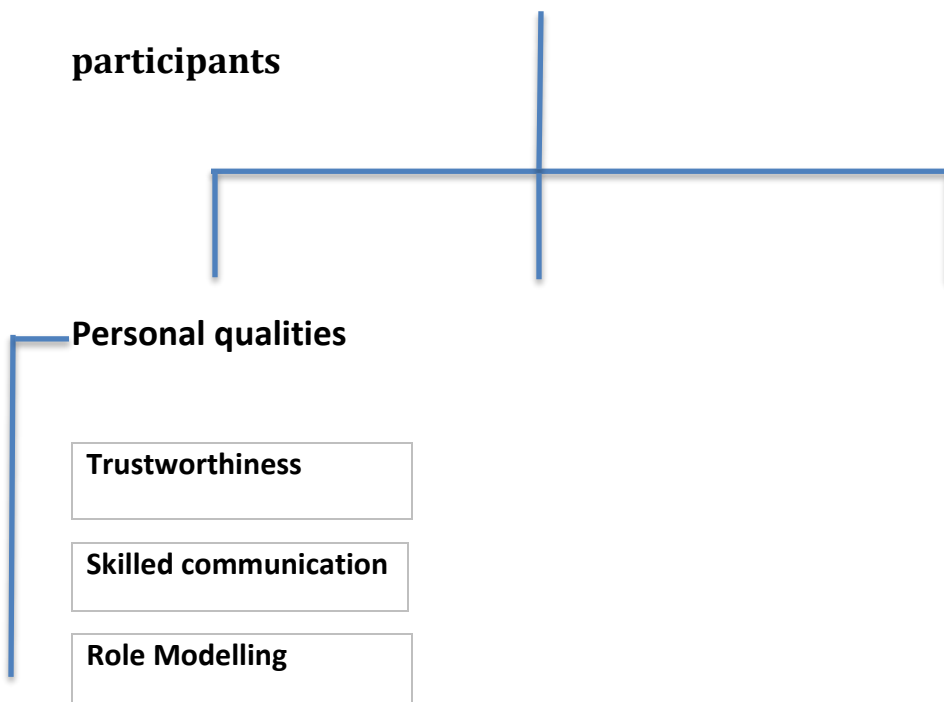 participants
Personal qualities
Trustworthiness
Skilled communication
Role Modelling